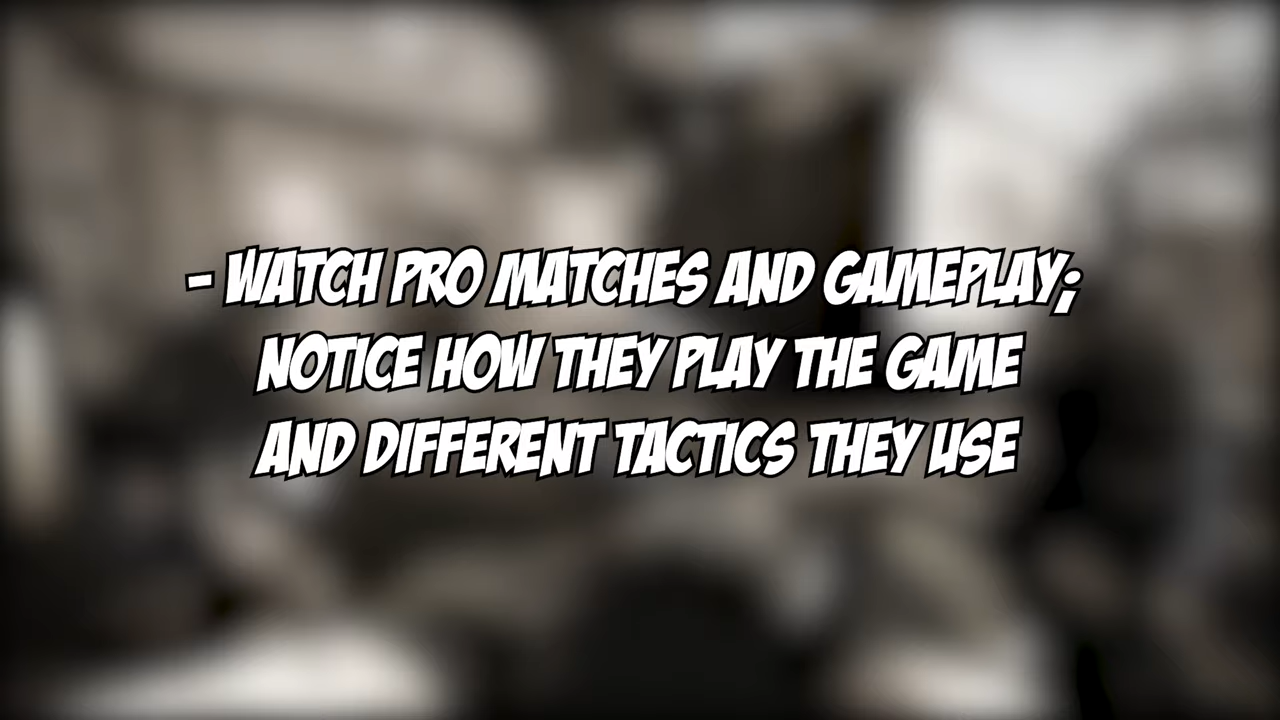 - WATCH PRO MATCHES AND GAMEPLAY;
NOTICE HOW THEY PLAY THE GAME
AND DIFFERENT TACTICS THEY USE